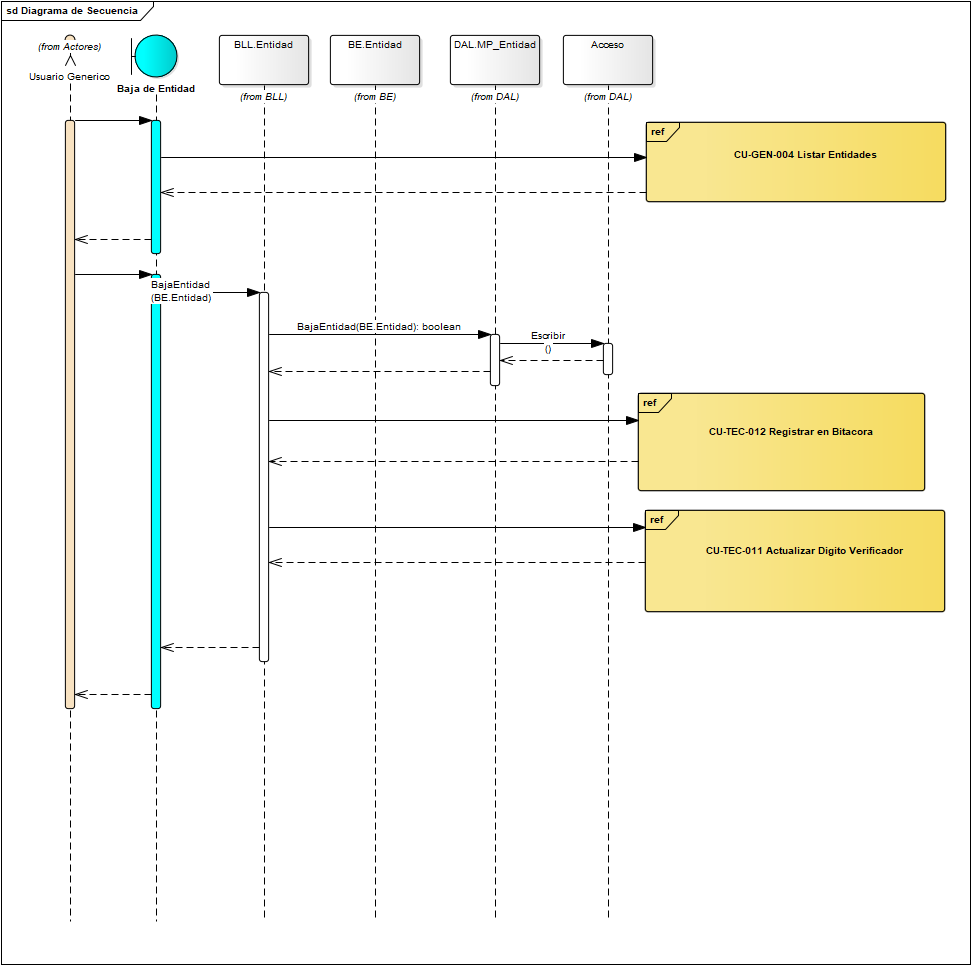 sd Diagrama de Secuencia
(from Actores)
Usuario Generico
Baja de Entidad
BLL.Entidad
(from BLL)
BE.Entidad
(from BE)
DAL.MP_Entidad
(from DAL)
Acceso
(from DAL)
ref
CU-GEN-004 Listar Entidades
BajaEntidad
(BE.Entidad)
BajaEntidad(BE.Entidad): boolean
Escribir
()
ref
CU-TEC-012 Registrar en Bitacora
ref
CU-TEC-011 Actualizar Digito Verificador